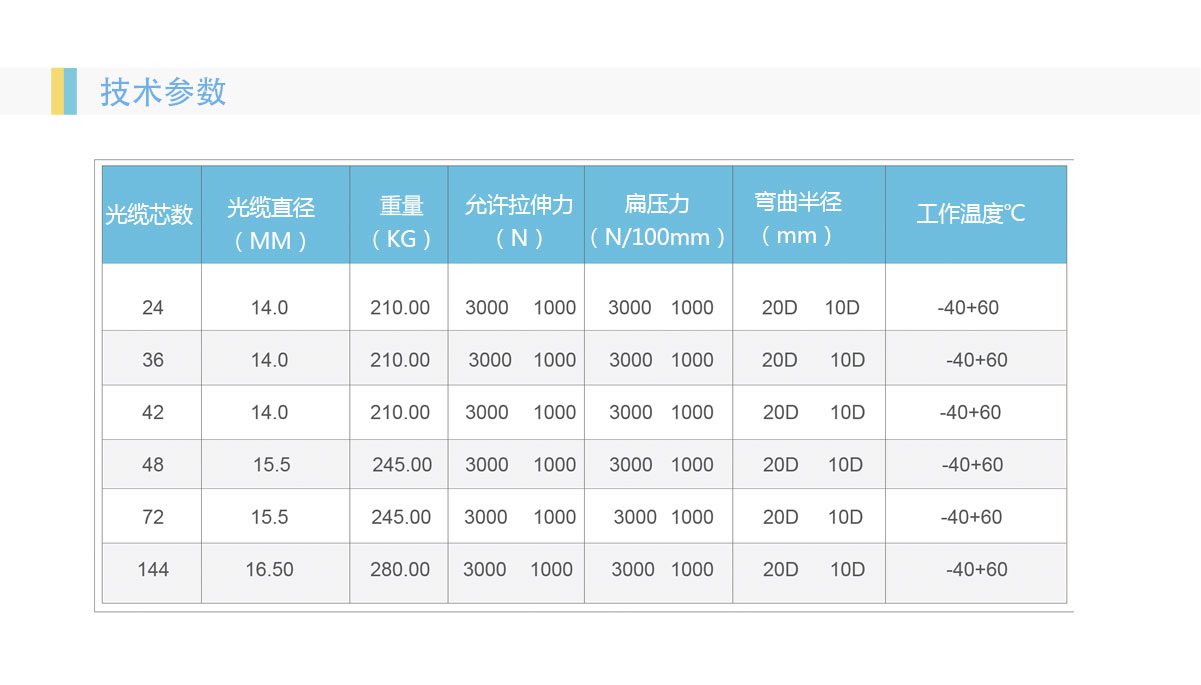 技术参数
光缆芯数 光缆直径（MM） 重量（KG） 允许拉伸力（N） 扁压力（N/100mm） 弯曲半径（mm） 工作温度℃
24 14.0 210.00 3000 1000 3000 1000 20D 10D -40+60
36 14.0 210.00 3000 1000 3000 1000 20D 10D -40+60
42 14.0 210.00 3000 1000 3000 1000 20D 10D -40+60
48 15.5 245.00 3000 1000 3000 1000 20D 10D -40+60
72 15.5 245.00 3000 1000 3000 1000 20D 10D -40+60
144 16.50 280.00 3000 1000 3000 1000 20D 10D -40+60